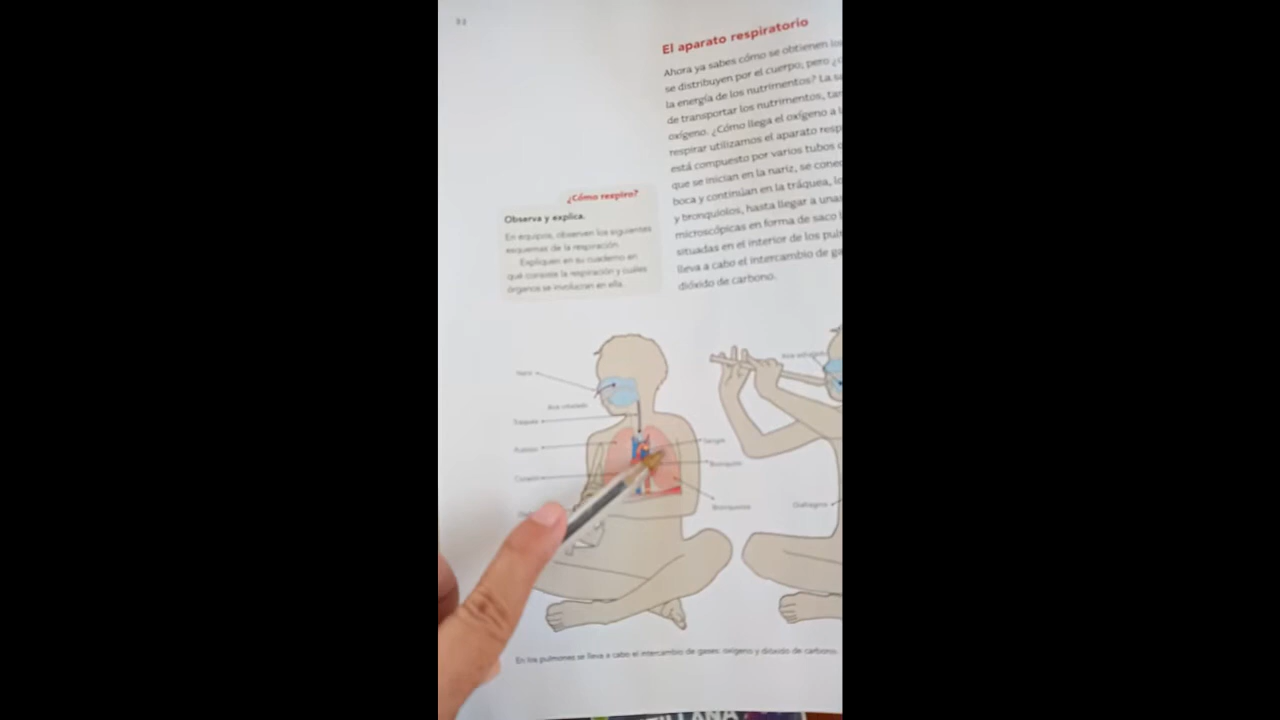 32
El aparato respiratorio
Ahora ya sabes cómo se obtienen
se distribuyen por el cuerpo, pero
la energía de los nutrimentos? La
de transportar los nutrimentos,
oxígeno. ¿Cómo llega el oxígeno a
respirar utilizamos el aparato
está compuesto por varios tubos
que se inician en la nariz, se
boca y continúan en la tráquea,
y bronquiolos, hasta llegar a unas
microscópicas en forma de saco
situadas en el interior de los
lleva a cabo el intercambio de
dióxido de carbono.
¿Cómo respiro?
Observa y explica.
En equipos, observen los siguientes
esquemas de la respiración.
Expliquen en su cuaderno en
qué consiste la respiración y cuáles
órganos se involucran en ella.
Nariz
Aire inhalado
Tráquea
Pulmón
Corazón
Sangre
Bronquio
Bronquiolos
Aire exhalado
Diafragma
En los pulmones se lleva a cabo el intercambio de gases: oxígeno y dióxido de carbono.